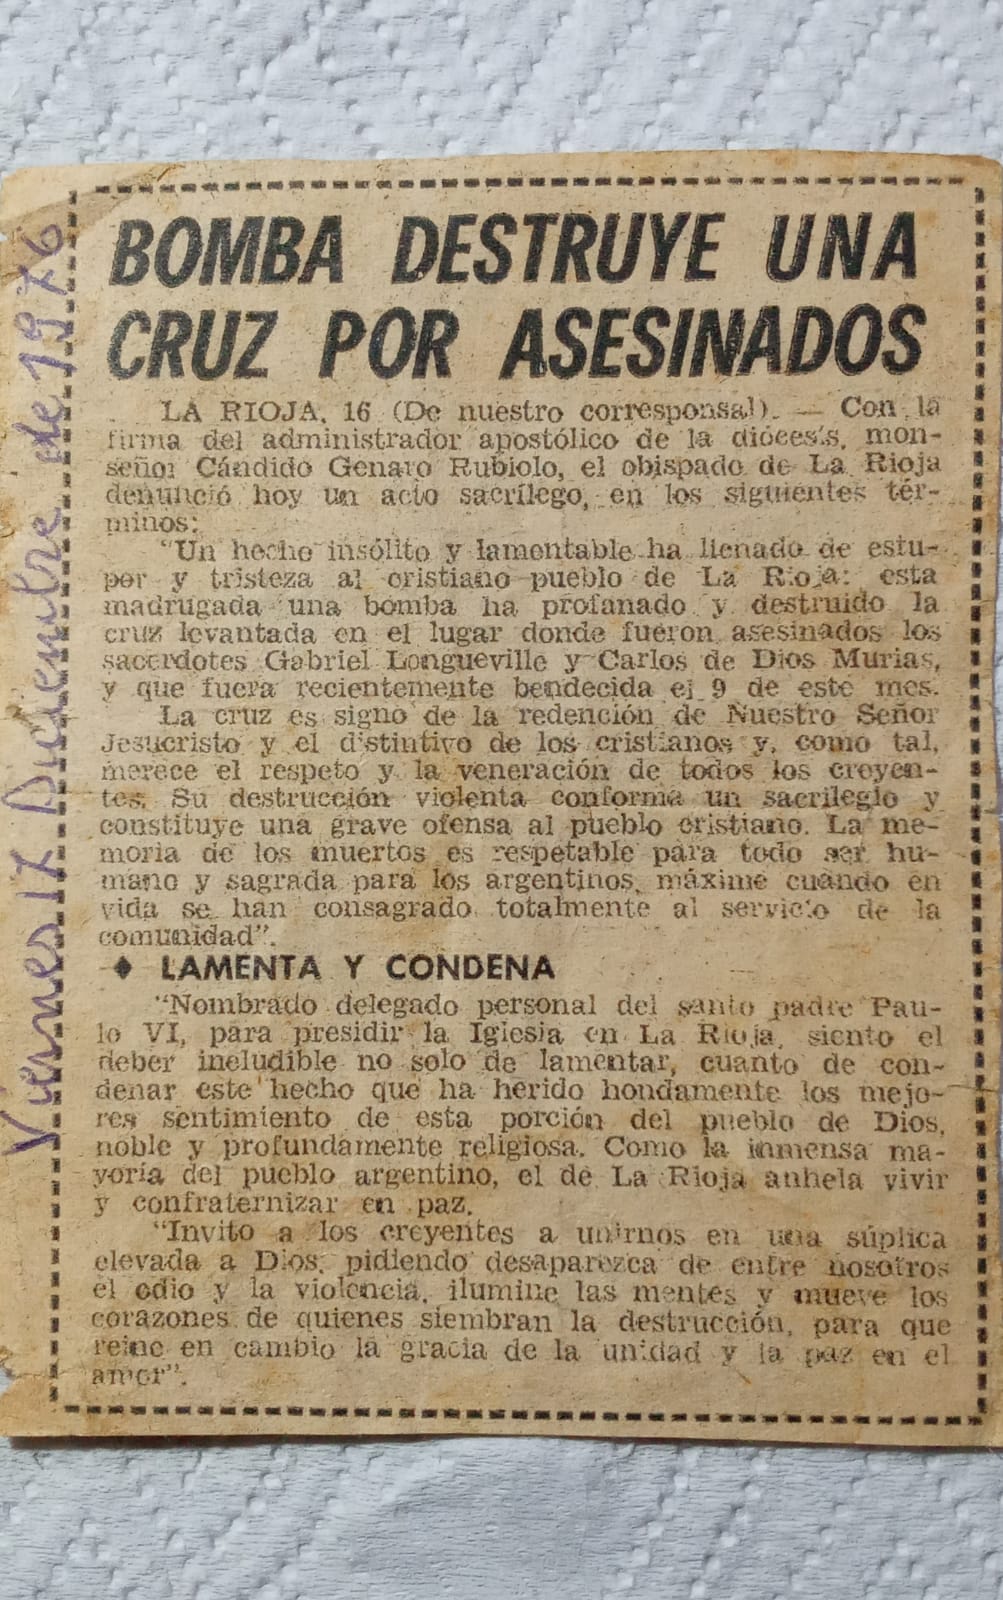 Viernes 17 Diciembre de 1976
BOMBA DESTRUYE UNA
CRUZ POR ASESINADOS
LA RIOJA, 16 (De nuestro corresponsal). — Con la
firma del administrador apostólico de la diócesis, mon-
señor Cándido Genaro Rubiolo, el obispado de La Rioja
denunció hoy un acto sacrílego, en los siguientes tér-
minos:
"Un hecho insólito y lamentable ha llenado de estu-
por y tristeza al cristiano pueblo de La Rioja: esta
madrugada una bomba ha profanado y destruido la
cruz levantada en el lugar donde fueron asesinados los
sacerdotes Gabriel Longueville y Carlos de Dios Murias,
y que fuera recientemente bendecida el 9 de este mes.
La cruz es signo de la redención de Nuestro Señor
Jesucristo y el distintivo de los cristianos y, como tal,
merece el respeto y la veneración de todos los creyen-
tes. Su destrucción violenta conforma un sacrilegio y
constituye una grave ofensa al pueblo cristiano. La me-
moria de los muertos es respetable para todo ser hu-
mano y sagrada para los argentinos, máxime cuando en
vida se han consagrado totalmente al servicio de la
comunidad".
♦ LAMENTA Y CONDENA
"Nombrado delegado personal del santo padre Pau-
lo VI, para presidir la Iglesia en La Rioja, siento el
deber ineludible no solo de lamentar, cuanto de con-
denar este hecho que ha herido hondamente los mejo-
res sentimiento de esta porción del pueblo de Dios,
noble y profundamente religiosa. Como la inmensa ma-
yoría del pueblo argentino, el de La Rioja anhela vivir
y confraternizar en paz.
"Invito a los creyentes a unirnos en una súplica
elevada a Dios, pidiendo desaparezca de entre nosotros
el odio y la violencia, ilumine las mentes y mueve los
corazones de quienes siembran la destrucción, para que
reine en cambio la gracia de la unidad y la paz en el
amor".